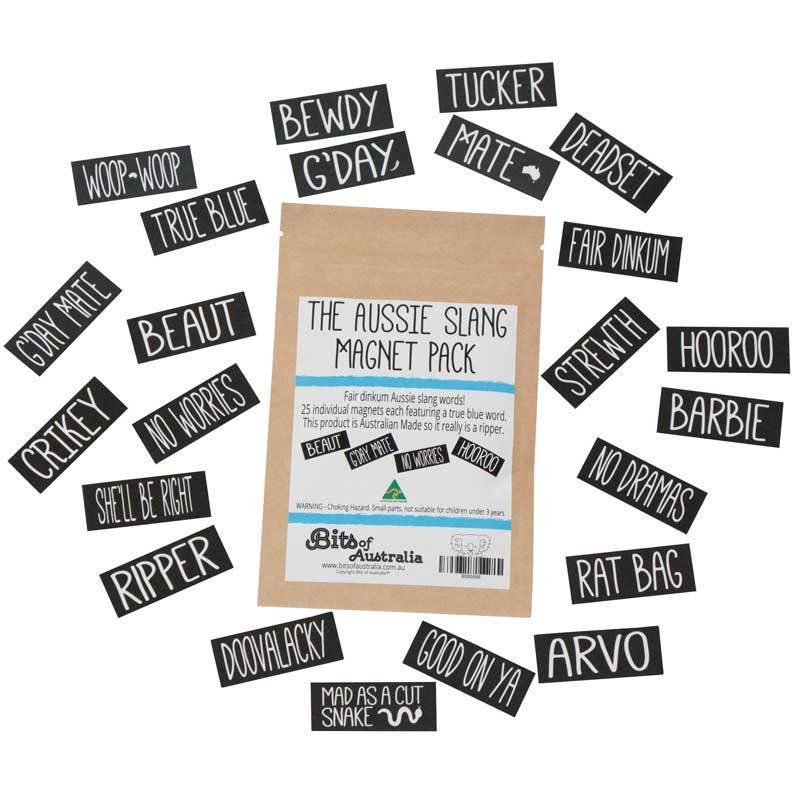 TUCKER
BEWDY
G'DAY
MATE
DEADSET
WOOP-WOOP
TRUE BLUE
FAIR DINKUM
G'DAY MATE
BEAUT
STREWTH
HOOROO
CRIKEY
NO WORRIES
BARBIE
NO DRAMAS
SHE'LL BE RIGHT
RIPPER
RAT BAG
DOOVALACKY
GOOD ON YA
ARVO
MAD AS A CUT
SNAKE
THE AUSSIE SLANG
MAGNET PACK
Fair dinkum Aussie slang words!
25 individual magnets each featuring a true blue word.
This product is Australian Made so it really is a ripper.
BEAUT
G'DAY MATE
NO WORRIES
HOOROO
WARNING - Choking Hazard. Small parts, not suitable for children under 3 years
Bits of
Australia
www.bitsofaustralia.com.au
Copyright Bits of Australia